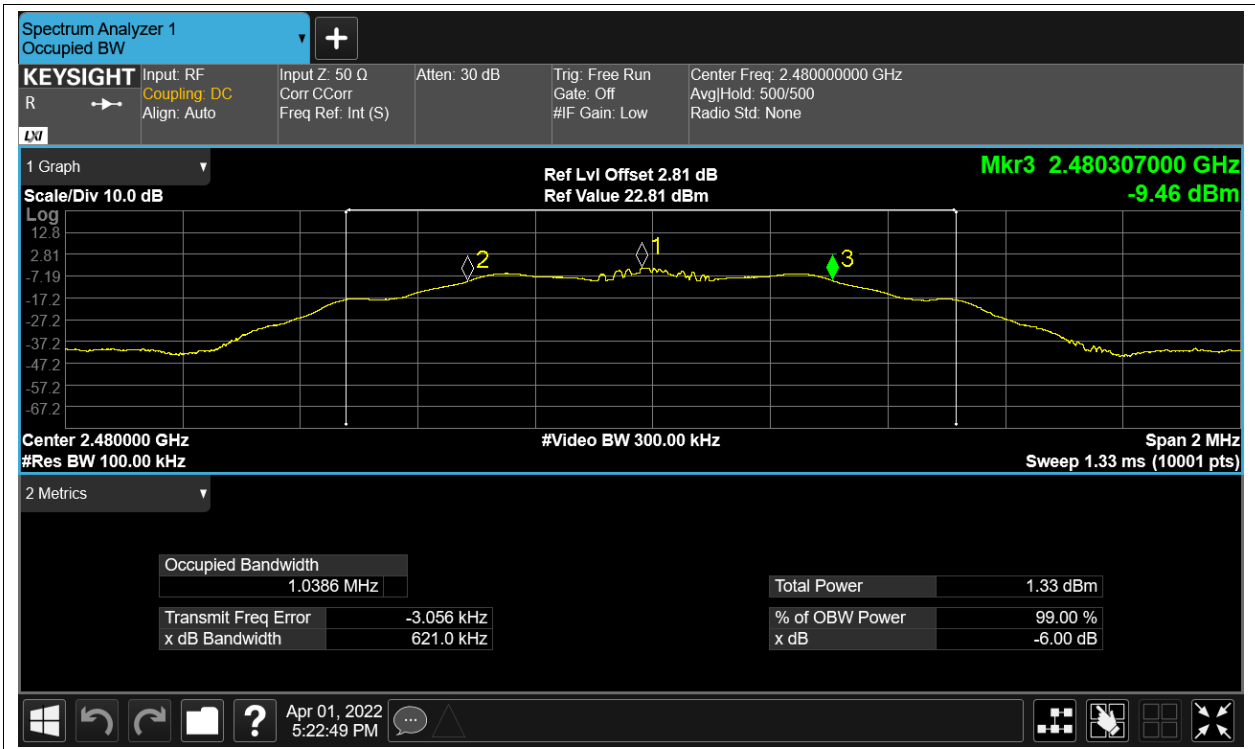 Spectrum Analyzer 1
Occupied BW
KEYSIGHT Input: RF Input Z: 50 Ω Atten: 30 dB Trig: Free Run Center Freq: 2.480000000 GHz
R Coupling: DC Corr CCorr Gate: Off Avg|Hold: 500/500
Align: Auto Freq Ref: Int (S) #IF Gain: Low Radio Std: None
LXI
1 Graph
Scale/Div 10.0 dB
Ref Lvl Offset 2.81 dB
Ref Value 22.81 dBm
Mkr3 2.480307000 GHz
-9.46 dBm
Log
12.8
2.81
-7.19
-17.2
-27.2
-37.2
-47.2
-57.2
-67.2
2
1
3
Center 2.480000 GHz #Video BW 300.00 kHz Span 2 MHz
#Res BW 100.00 kHz Sweep 1.33 ms (10001 pts)
2 Metrics
Occupied Bandwidth
1.0386 MHz
Total Power 1.33 dBm
Transmit Freq Error -3.056 kHz % of OBW Power 99.00 %
x dB Bandwidth 621.0 kHz x dB -6.00 dB
?
Apr 01, 2022
5:22:49 PM